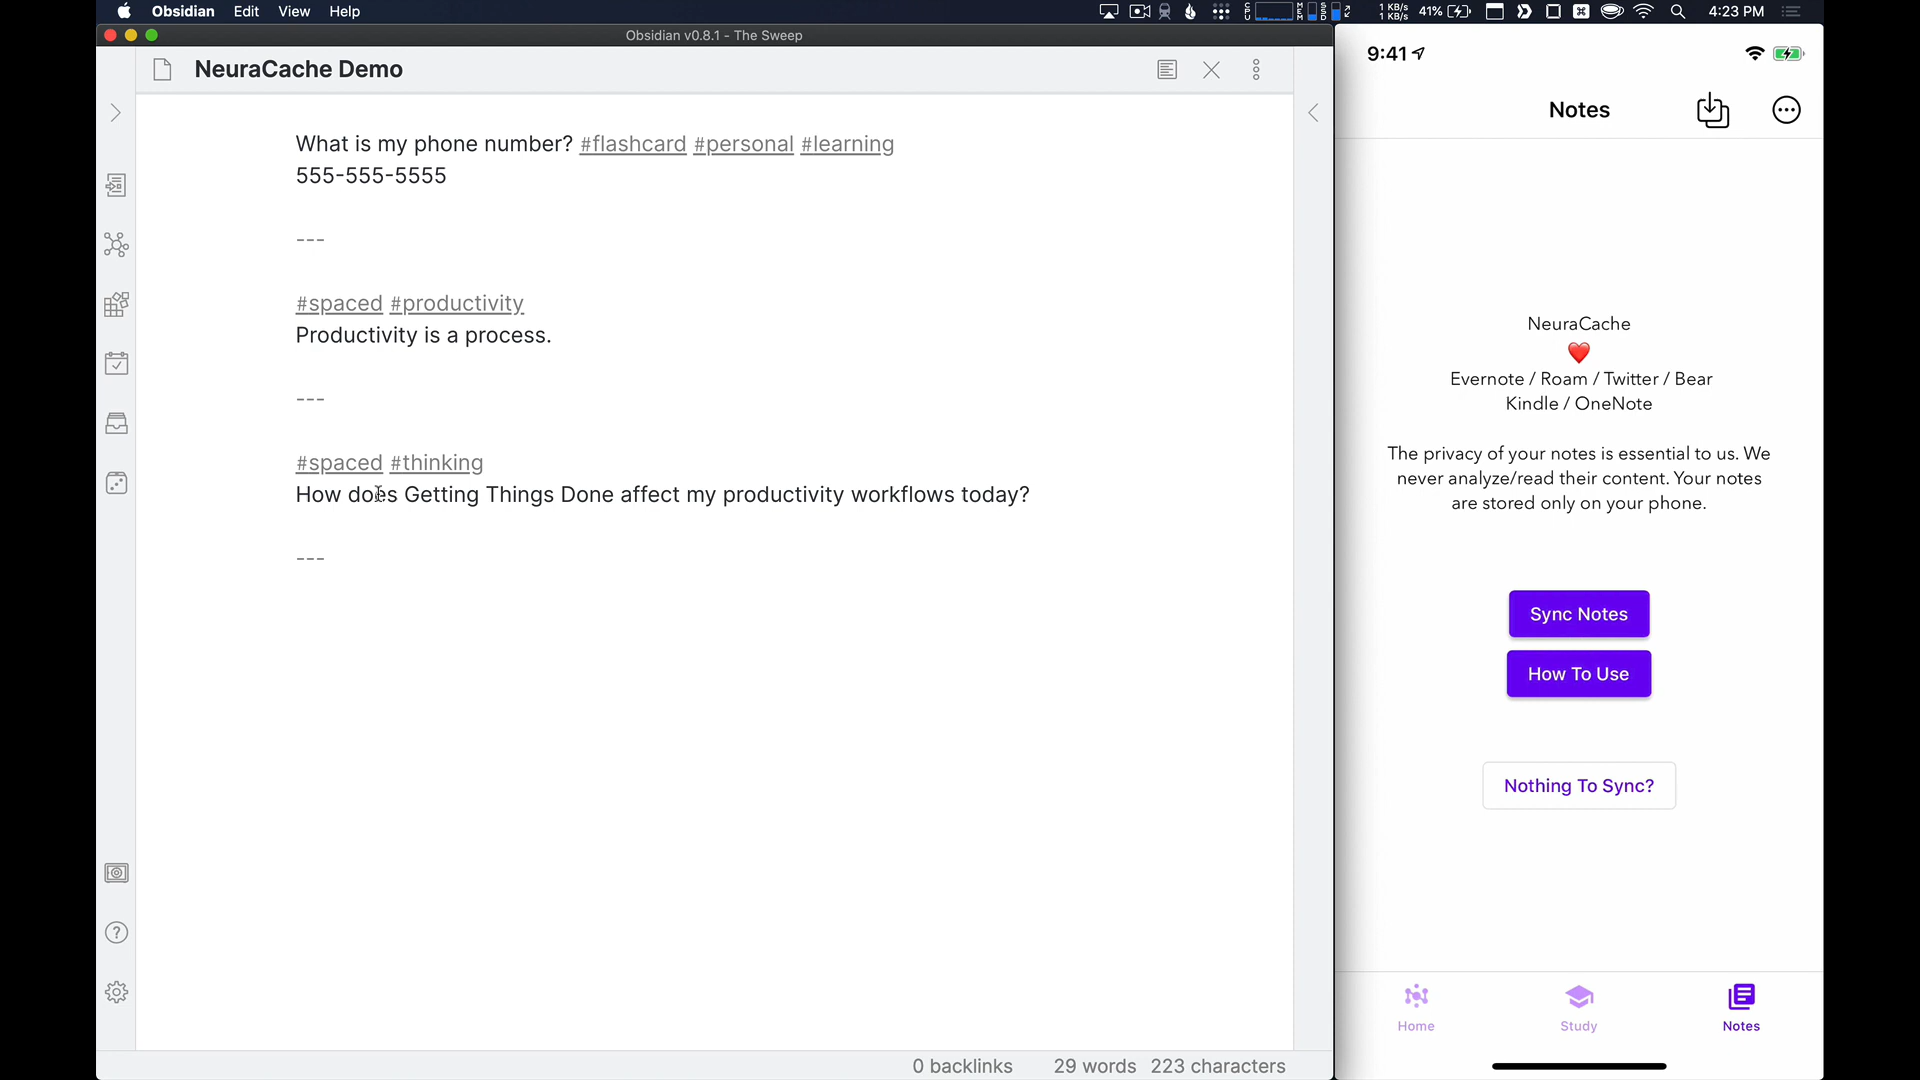 Obsidian Edit View Help
1 KB/s
1 KB/s
41%
4:23 PM
Obsidian v0.8.1 - The Sweep
NeuraCache Demo
What is my phone number? #flashcard #personal #learning
555-555-5555
---
#spaced #productivity
Productivity is a process.
---
#spaced #thinking
How does Getting Things Done affect my productivity workflows today?
---
0 backlinks 29 words 223 characters
9:41
Notes
NeuraCache
❤️
Evernote / Roam / Twitter / Bear
Kindle / OneNote
The privacy of your notes is essential to us. We
never analyze/read their content. Your notes
are stored only on your phone.
Sync Notes
How To Use
Nothing To Sync?
Home Study Notes